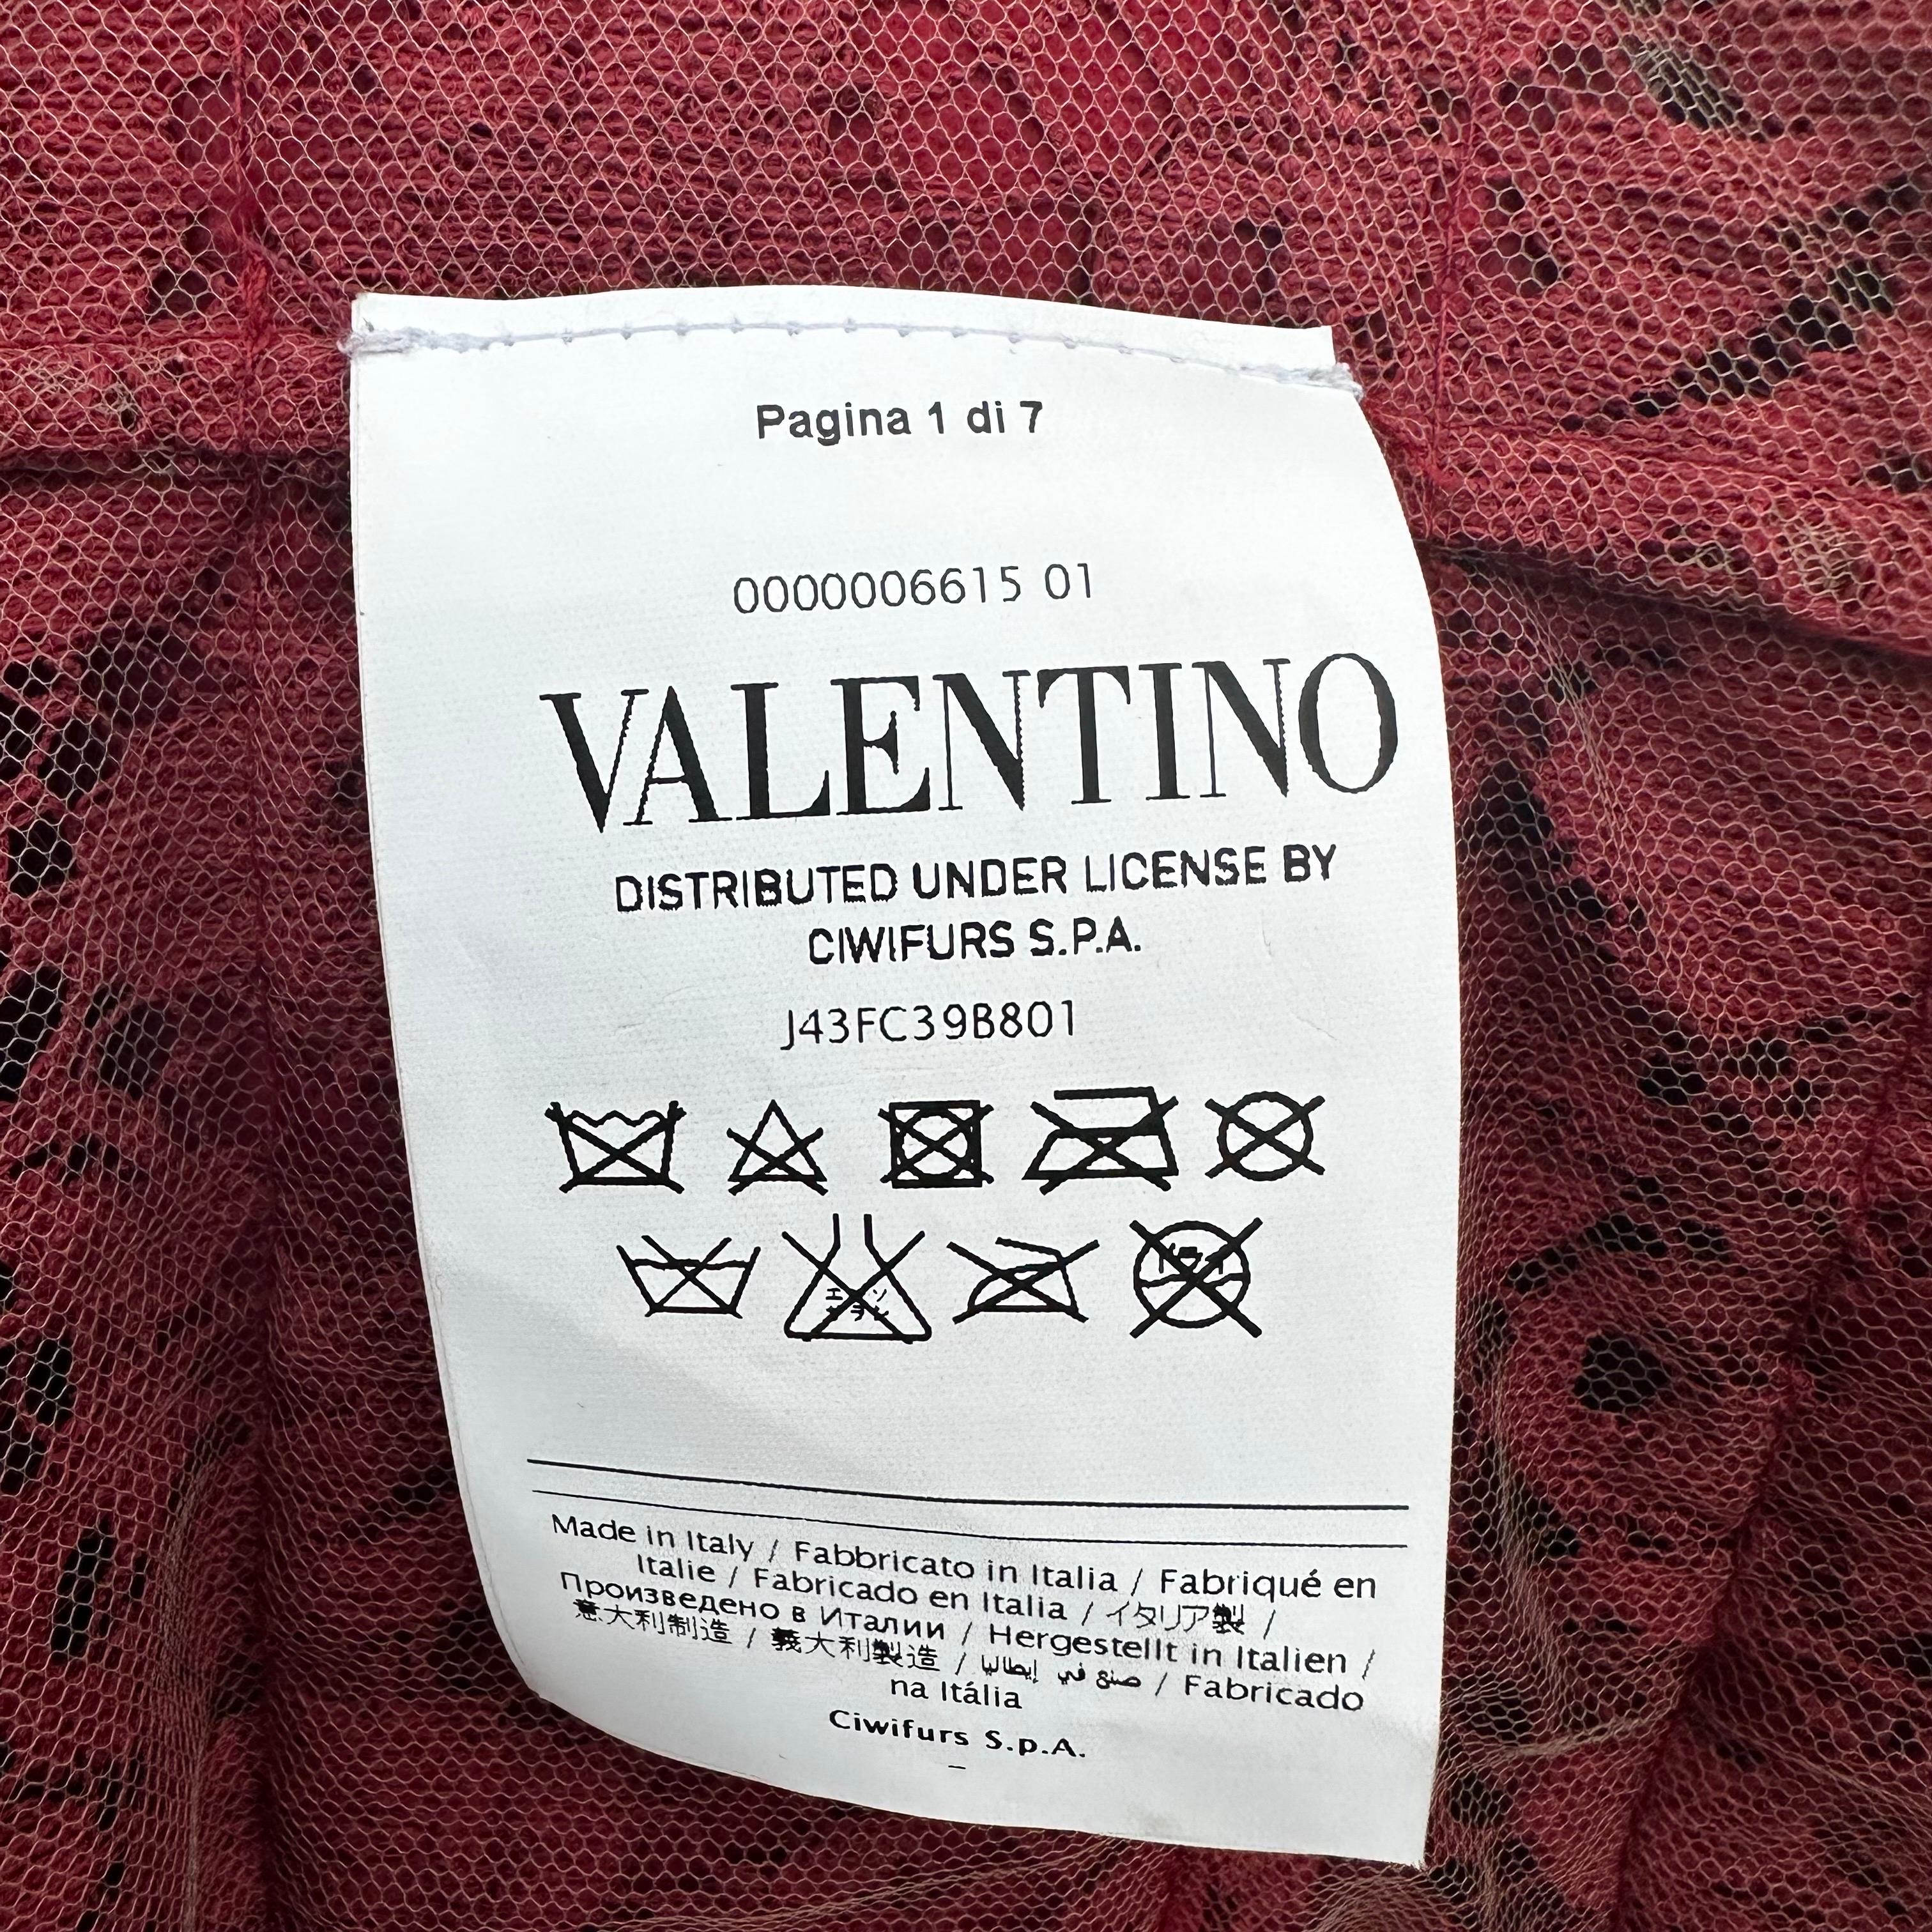 Pagina 1 di 7
0000006615 01
VALENTINO
DISTRIBUTED UNDER LICENSE BY
CIWIFURS S.P.A.
J43FC39B801
Made in Italy / Fabbricato in Italia / Fabriqué en
Italie / Fabricado en Italia / イタリア製 /
Произведено в Италии / Hergestellt in Italien /
意大利制造 / 義大利製造 / صنع في إيطاليا / Fabricado
na Itália
Ciwifurs S.p.A.
–